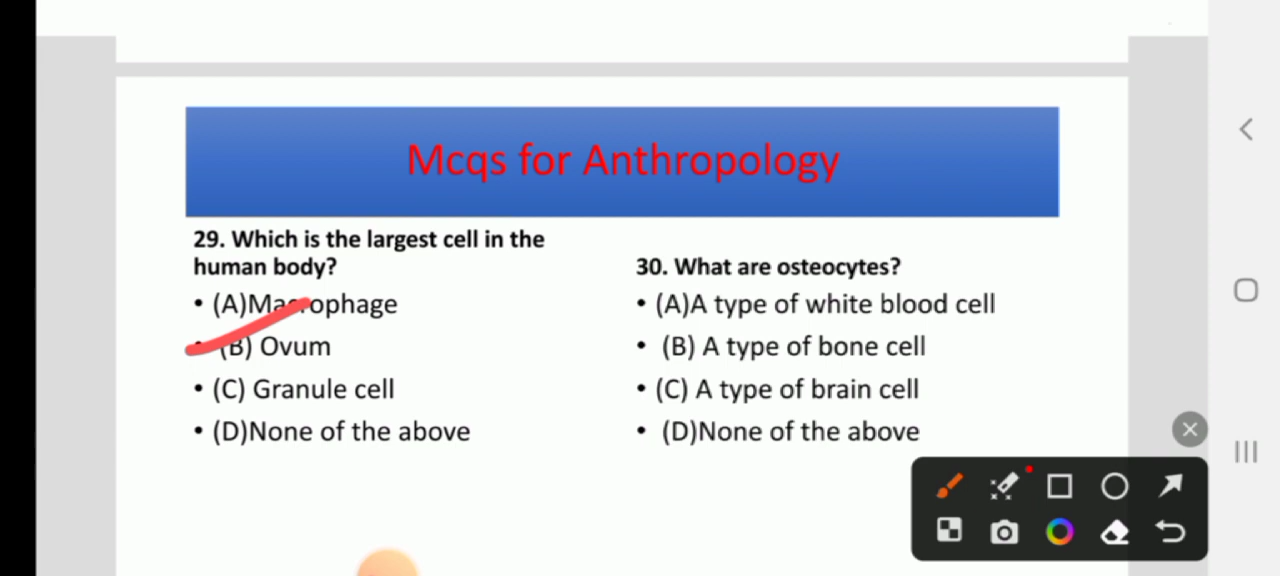 Mcqs for Anthropology
29. Which is the largest cell in the
human body?
• (A)Macrophage
• (B) Ovum
• (C) Granule cell
• (D)None of the above
30. What are osteocytes?
• (A)A type of white blood cell
• (B) A type of bone cell
• (C) A type of brain cell
• (D)None of the above